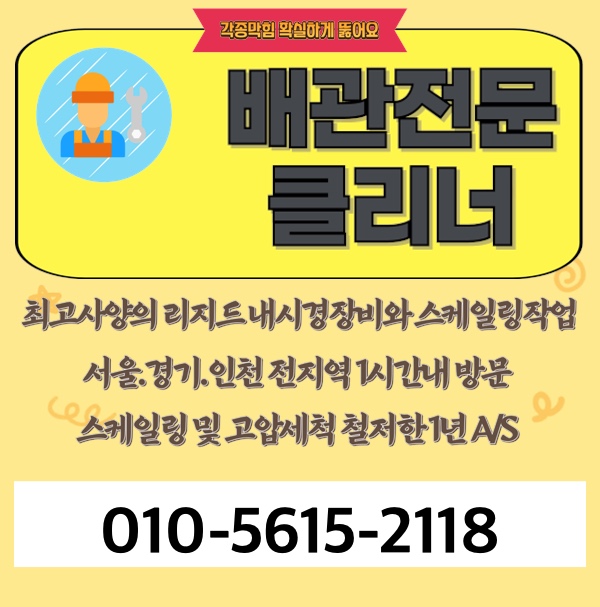 각종막힘 확실하게 뚫어요
배관전문
클리너
최고사양의 리지드 내시경장비와 스케일링작업
서울.경기.인천 전지역 1시간내 방문
스케일링 및 고압세척 철저한 1년 A/S
010-5615-2118